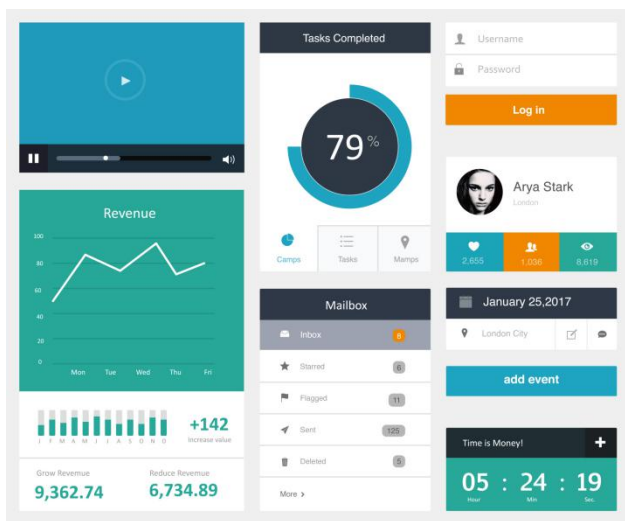 Tasks Completed
79%
Camps
Tasks
Mamps
Username
Password
Log in
Arya Stark
London
2,655
1,036
8,619
Revenue
100
80
60
40
20
0
Mon Tue Wed Thu Fri
J F M A M J J A S O N D
+142
Increase value
Grow Revenue
9,362.74
Reduce Revenue
6,734.89
Mailbox
Inbox 8
Starred 6
Flagged 11
Sent 125
Deleted 5
More >
January 25,2017
London City
add event
Time is Money!
05 : 24 : 19
Hour Min Sec.